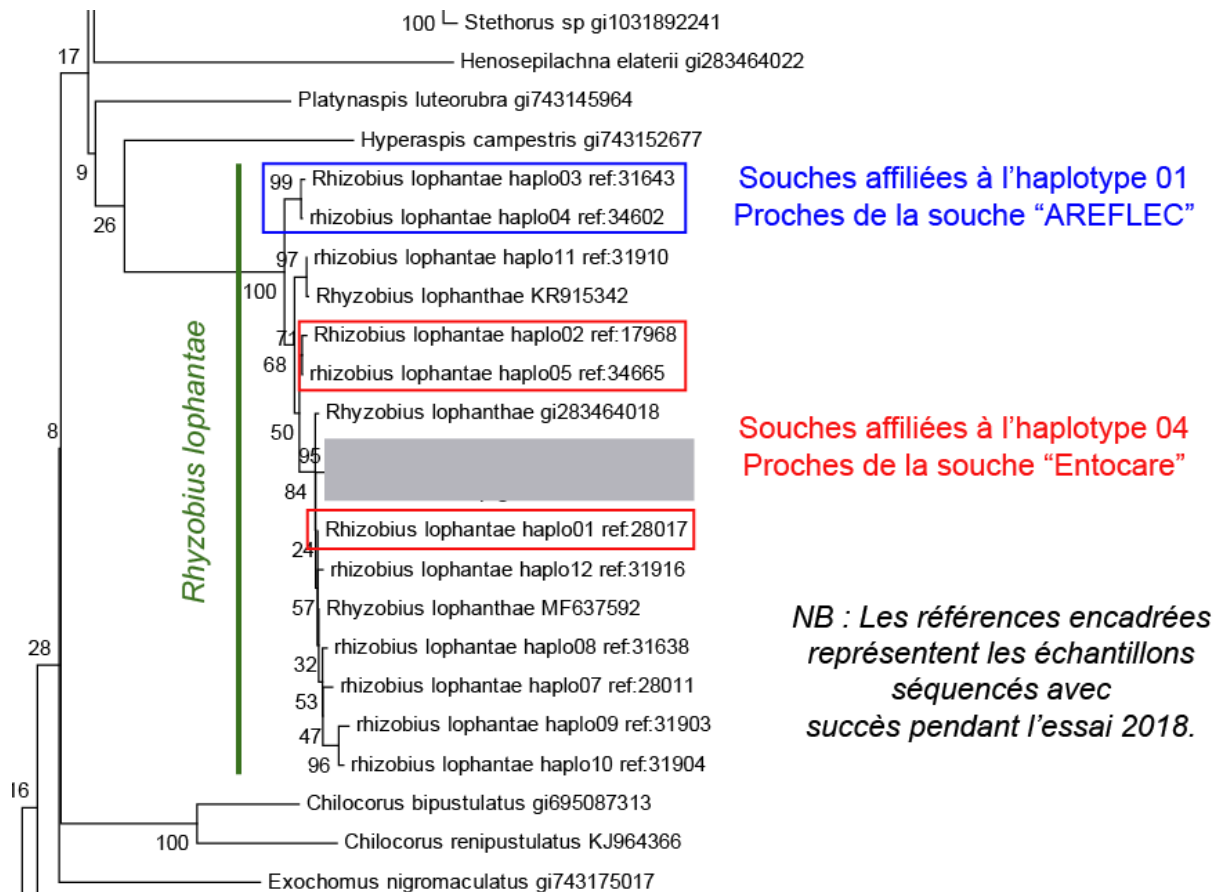 100 Stethorus sp gi1031892241
17
Henosepilachna elaterii gi283464022
Platynaspis luteorubra gi743145964
Hyperaspis campestris gi743152677
9
99 Rhizobius lophantae haplo03 ref:31643
rhizobius lophantae haplo04 ref:34602
26
97 rhizobius lophantae haplo11 ref:31910
100 Rhyzobius lophanthae KR915342
71 Rhizobius lophantae haplo02 ref:17968
68
rhizobius lophantae haplo05 ref:34665
Rhyzobius lophanthae gi283464018
8
50
95
84
Rhizobius lophantae haplo01 ref:28017
24
rhizobius lophantae haplo12 ref:31916
57 Rhyzobius lophanthae MF637592
rhizobius lophantae haplo08 ref:31638
28
32
rhizobius lophantae haplo07 ref:28011
53
rhizobius lophantae haplo09 ref:31903
47
96 rhizobius lophantae haplo10 ref:31904
16
Chilocorus bipustulatus gi695087313
100 Chilocorus renipustulatus KJ964366
Exochomus nigromaculatus gi743175017
Rhyzobius lophantae
Souches affiliées à l’haplotype 01
Proches de la souche “AREFLEC”
Souches affiliées à l’haplotype 04
Proches de la souche “Entocare”
NB : Les références encadrées
représentent les échantillons
séquencés avec
succès pendant l’essai 2018.